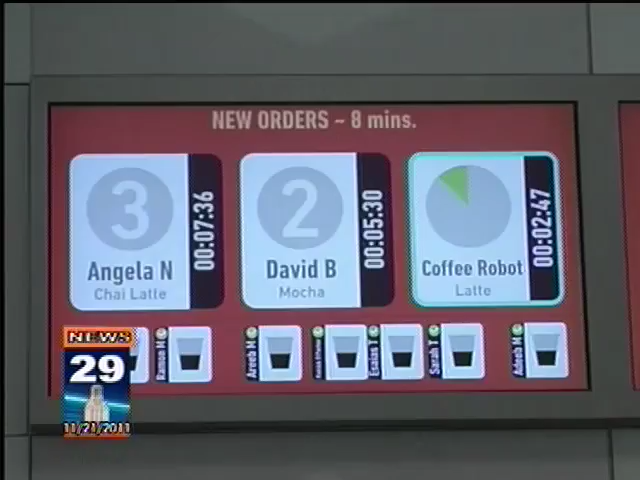 NEW ORDERS ~ 8 mins.
3
Angela N
Chai Latte
00:07:36
2
David B
Mocha
00:05:30
Coffee Robot
Latte
00:02:47
Ramon M
Areeb M
Esaias T
Sarah T
Adeeb M
NEWS
29
11/21/2011